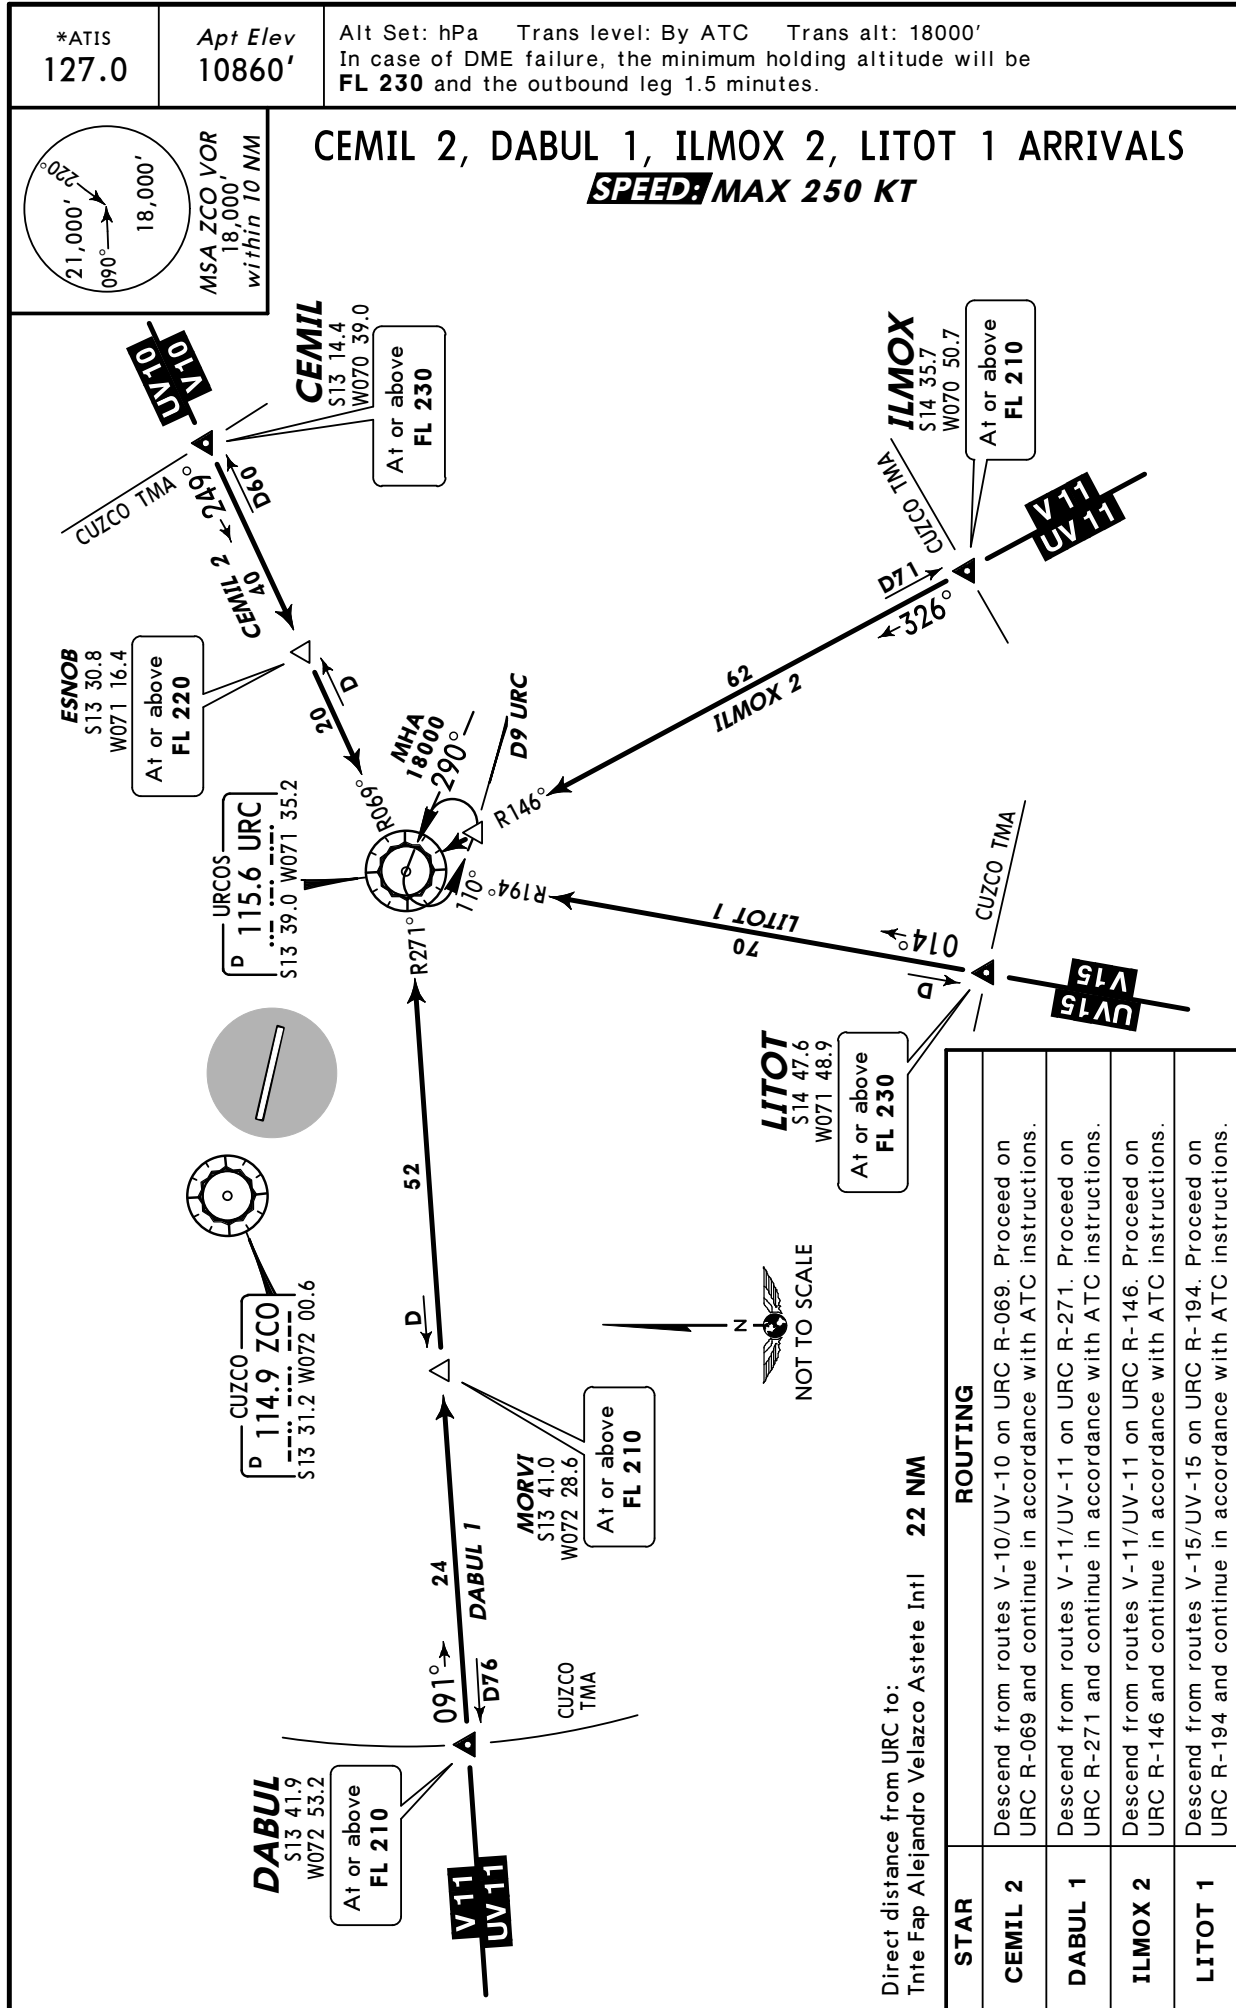 *ATIS
127.0
Apt Elev
10860'
Alt Set: hPa Trans level: By ATC Trans alt: 18000'
In case of DME failure, the minimum holding altitude will be
FL 230 and the outbound leg 1.5 minutes.
220°
21,000'
090°
18,000'
MSA ZCO VOR
18,000'
within 10 NM
CEMIL 2, DABUL 1, ILMOX 2, LITOT 1 ARRIVALS
SPEED: MAX 250 KT
UV10
V10
CEMIL
S13 14.4
W070 39.0
At or above
FL 230
CUZCO TMA
249°
D60
CEMIL 2
40
ESNOB
S13 30.8
W071 16.4
At or above
FL 220
D
20
R069°
MHA
18000
290°
D9 URC
110°
URCOS
D 115.6 URC
S13 39.0 W071 35.2
ILMOX
S14 35.7
W070 50.7
At or above
FL 210
CUZCO TMA
V 11
UV 11
D71
326°
62
ILMOX 2
R146°
R194°
LITOT 1
70
014°
D
CUZCO TMA
V15
UV15
LITOT
S14 47.6
W071 48.9
At or above
FL 230
R271°
52
D
CUZCO
D 114.9 ZCO
S13 31.2 W072 00.6
MORVI
S13 41.0
W072 28.6
At or above
FL 210
24
DABUL 1
091°
D76
CUZCO
TMA
DABUL
S13 41.9
W072 53.2
At or above
FL 210
V 11
UV 11
N
NOT TO SCALE
Direct distance from URC to:
Tnte Fap Alejandro Velazco Astete Intl 22 NM
STAR ROUTING
CEMIL 2
Descend from routes V-10/UV-10 on URC R-069. Proceed on
URC R-069 and continue in accordance with ATC instructions.
DABUL 1
Descend from routes V-11/UV-11 on URC R-271. Proceed on
URC R-271 and continue in accordance with ATC instructions.
ILMOX 2
Descend from routes V-11/UV-11 on URC R-146. Proceed on
URC R-146 and continue in accordance with ATC instructions.
LITOT 1
Descend from routes V-15/UV-15 on URC R-194. Proceed on
URC R-194 and continue in accordance with ATC instructions.